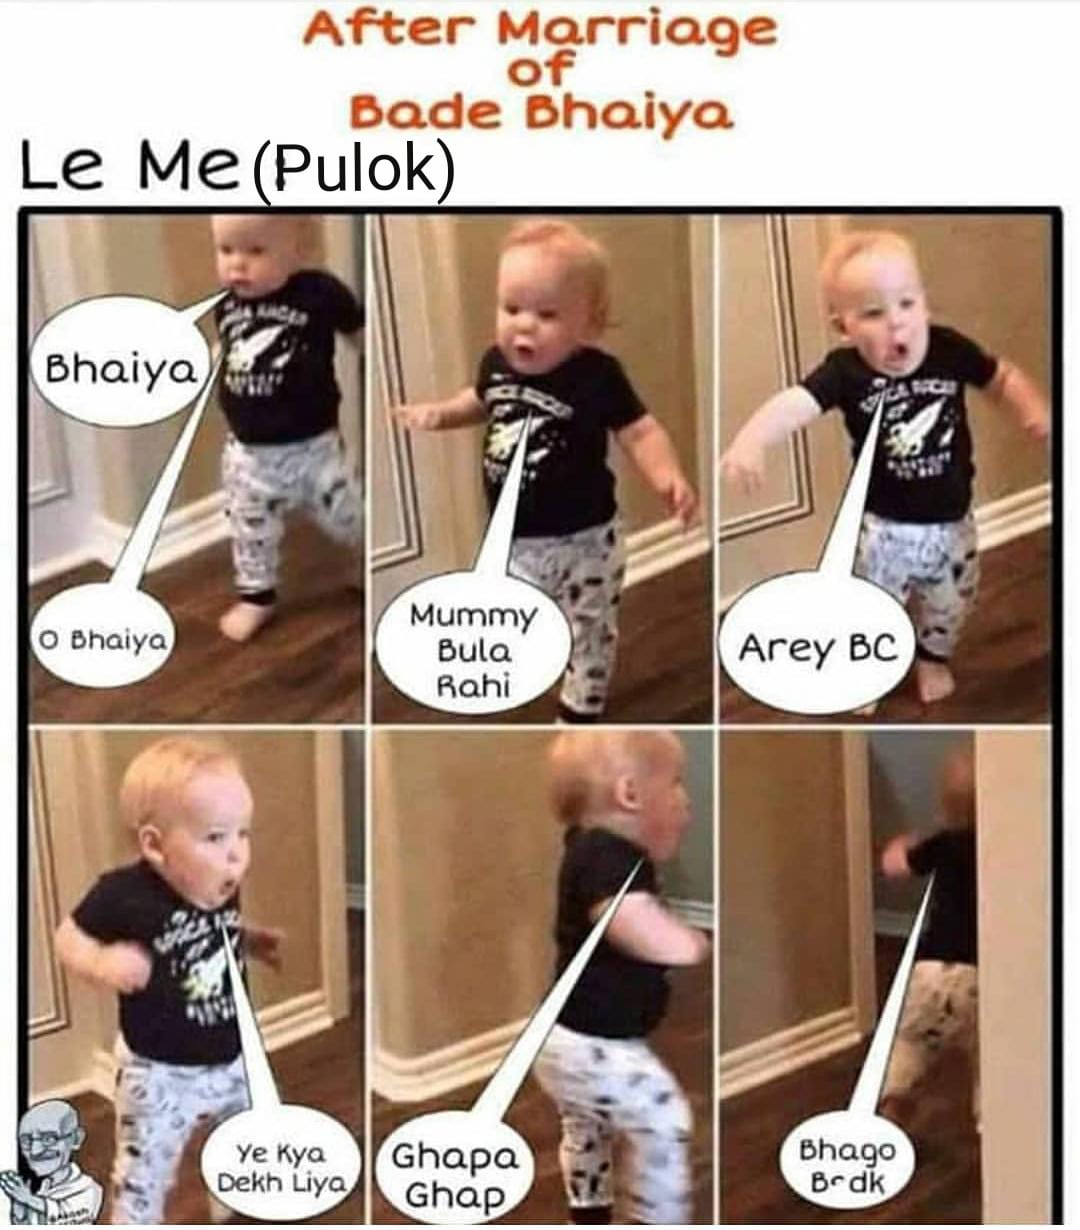 After Marriage
of
Bade Bhaiya
Le Me (Pulok)
Bhaiya
O Bhaiya
Mummy
Bula
Rahi
Arey BC
Ye Kya
Dekh Liya
Ghapa
Ghap
Bhago